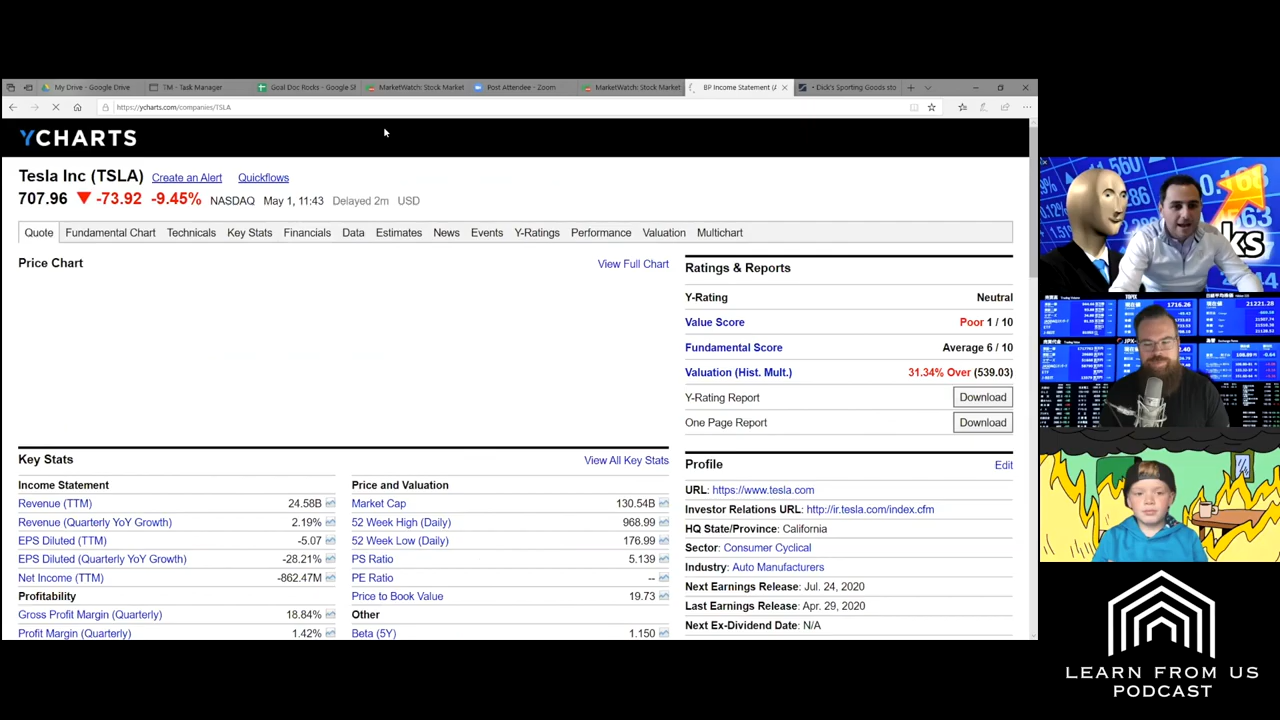 My Drive - Google Drive
TM - Task Manager
Goal Doc Rocks - Google Sh
MarketWatch: Stock Market
Post Attendee - Zoom
MarketWatch: Stock Market
BP Income Statement (A
• Dick's Sporting Goods sto
https://ycharts.com/companies/TSLA
YCHARTS
Tesla Inc (TSLA) Create an Alert Quickflows
707.96 ▼ -73.92 -9.45% NASDAQ May 1, 11:43 Delayed 2m USD
Quote Fundamental Chart Technicals Key Stats Financials Data Estimates News Events Y-Ratings Performance Valuation Multichart
Price Chart View Full Chart
Key Stats View All Key Stats
Income Statement
Revenue (TTM) 24.58B
Revenue (Quarterly YoY Growth) 2.19%
EPS Diluted (TTM) -5.07
EPS Diluted (Quarterly YoY Growth) -28.21%
Net Income (TTM) -862.47M
Profitability
Gross Profit Margin (Quarterly) 18.84%
Profit Margin (Quarterly) 1.42%
Price and Valuation
Market Cap 130.54B
52 Week High (Daily) 968.99
52 Week Low (Daily) 176.99
PS Ratio 5.139
PE Ratio --
Price to Book Value 19.73
Other
Beta (5Y) 1.150
Ratings & Reports
Y-Rating Neutral
Value Score Poor 1 / 10
Fundamental Score Average 6 / 10
Valuation (Hist. Mult.) 31.34% Over (539.03)
Y-Rating Report Download
One Page Report Download
Profile Edit
URL: https://www.tesla.com
Investor Relations URL: http://ir.tesla.com/index.cfm
HQ State/Province: California
Sector: Consumer Cyclical
Industry: Auto Manufacturers
Next Earnings Release: Jul. 24, 2020
Last Earnings Release: Apr. 29, 2020
Next Ex-Dividend Date: N/A
11,560
ks
TOPIX
1716.26
21221.28
LEARN FROM US
PODCAST